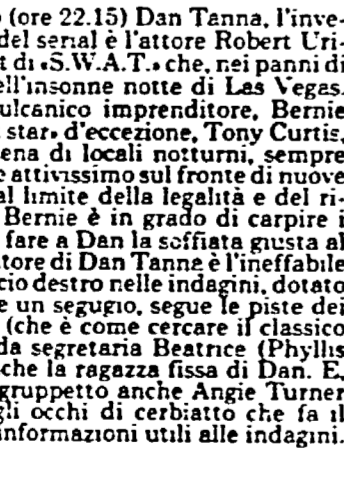 (ore 22.15) Dan Tanna, l'inve-
del serial è l'attore Robert Uri-
t di «S.W.A.T.» che, nei panni di
ell'insonne notte di Las Vegas.
ulcanico imprenditore, Bernie
star» d'eccezione, Tony Curtis,
ena di locali notturni, sempre
e attivissimo sul fronte di nuove
al limite della legalità e del ri-
Bernie è in grado di carpire i
fare a Dan la soffiata giusta al
tore di Dan Tanna è l'ineffabile
cio destro nelle indagini, dotato
e un segugio, segue le piste dei
(che è come cercare il classico
da segretaria Beatrice (Phyllis
che la ragazza fissa di Dan. E,
gruppetto anche Angie Turner
gli occhi di cerbiatto che fa il
informazioni utili alle indagini.